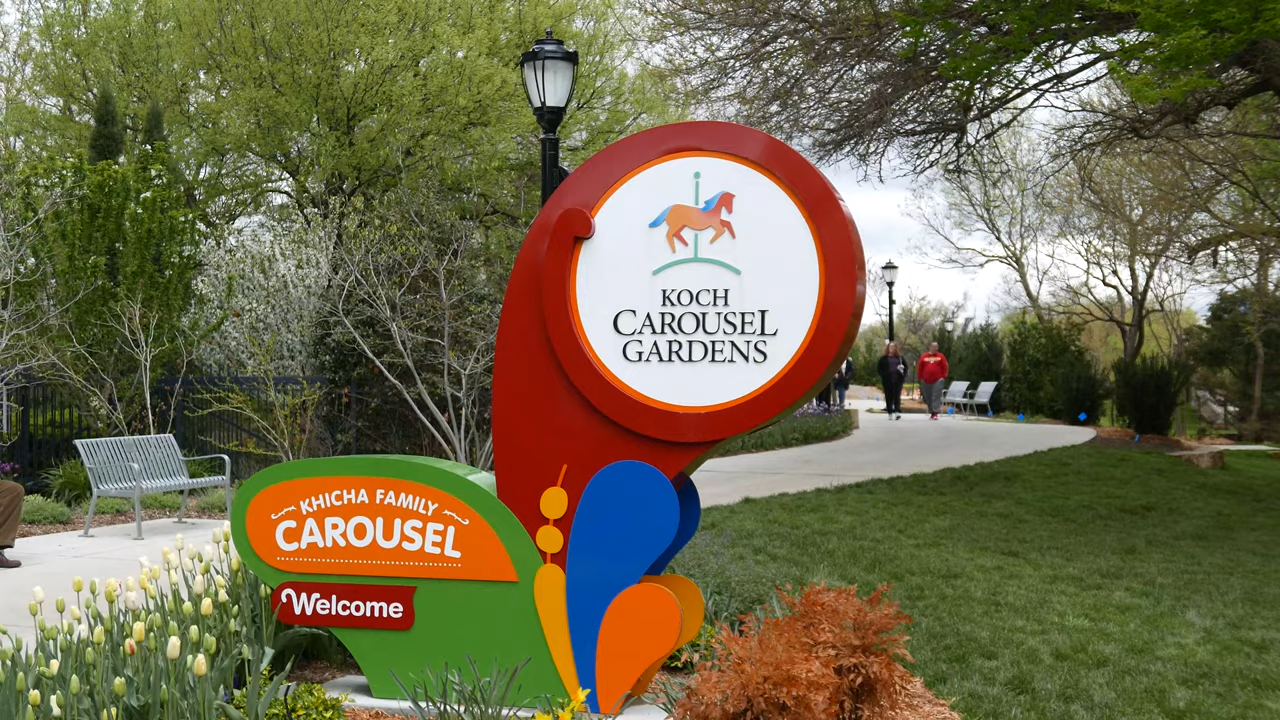 KOCH
CAROUSEL
GARDENS
KHICHA FAMILY
CAROUSEL
Welcome